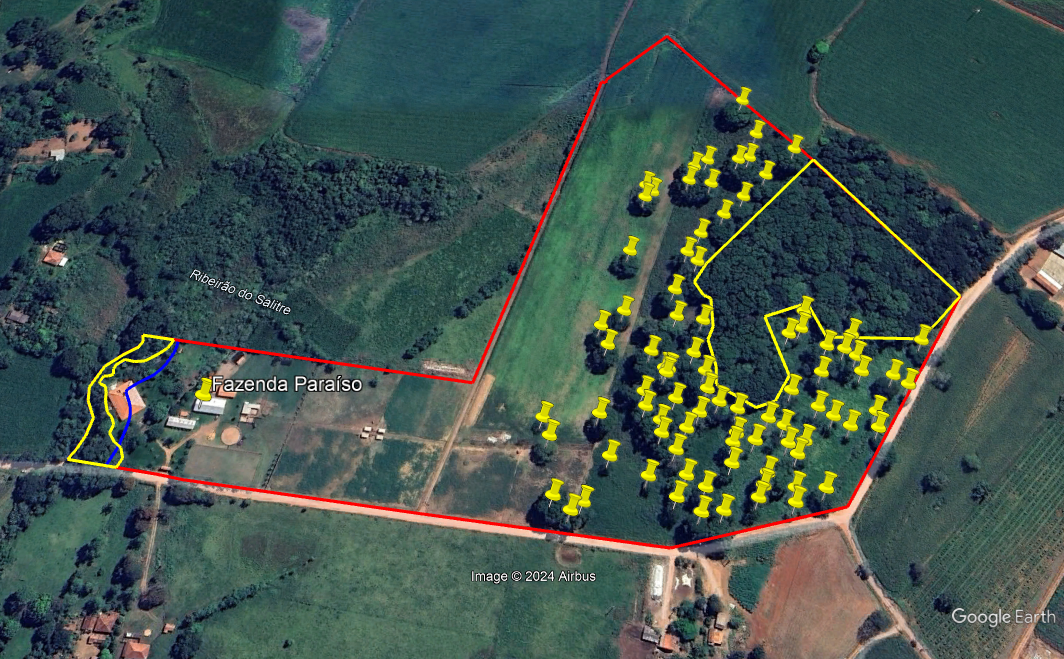 Ribeirão do Salitre
Fazenda Paraíso
Image © 2024 Airbus
Google Earth